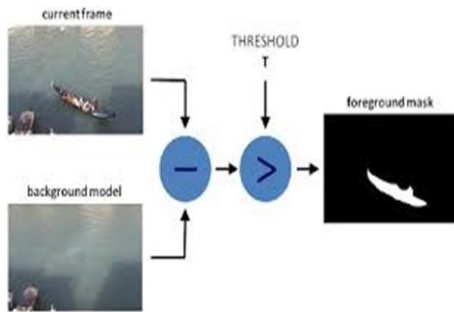 current frame
THRESHOLD
T
foreground mask
background model